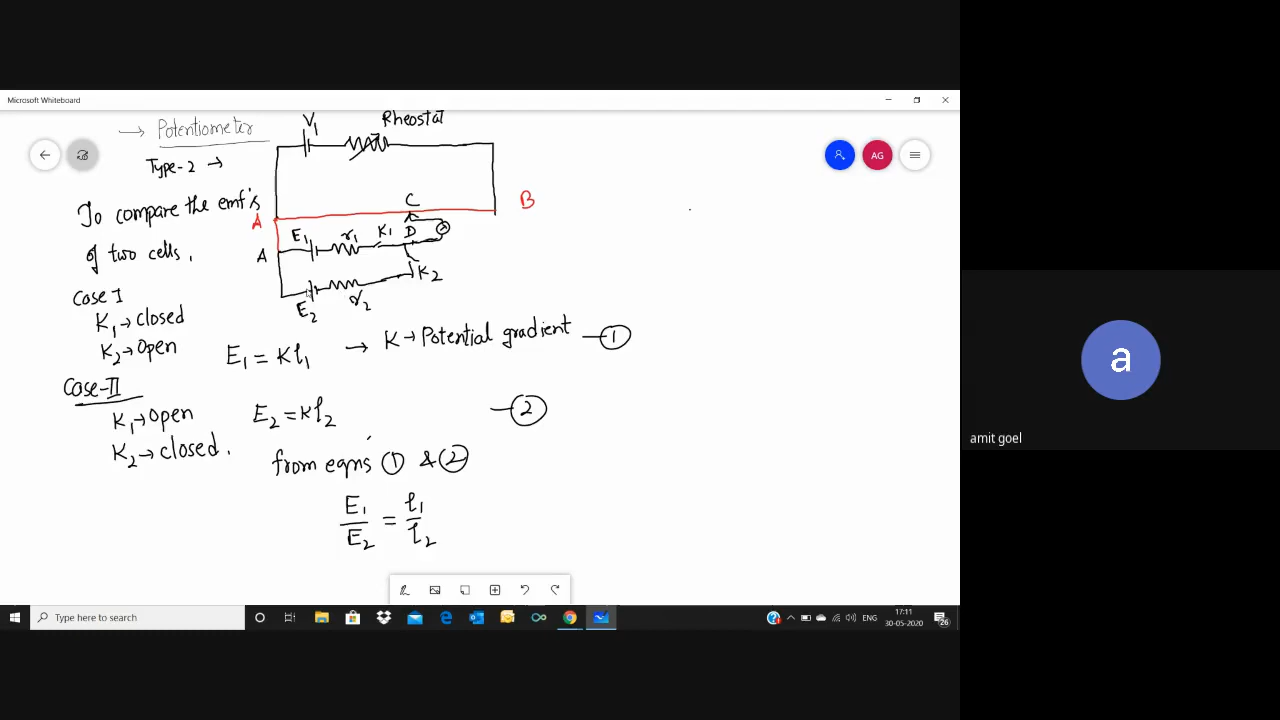 Microsoft Whiteboard
→ Potentiometer
Type-2 →
To compare the emf's
of two cells.
V1
Rheostat
A
B
C
A
E1
r1
K1
D
K2
E2
r2
Case I
K1→closed
K2→Open
E1 = Kl1 → K→Potential gradient —①
Case-II
K1→Open
K2→closed.
E2 = Kl2 —②
from eqns ① & ②
E1/E2 = l1/l2
AG
a
amit goel
Type here to search
ENG
17:11
30-05-2020
26